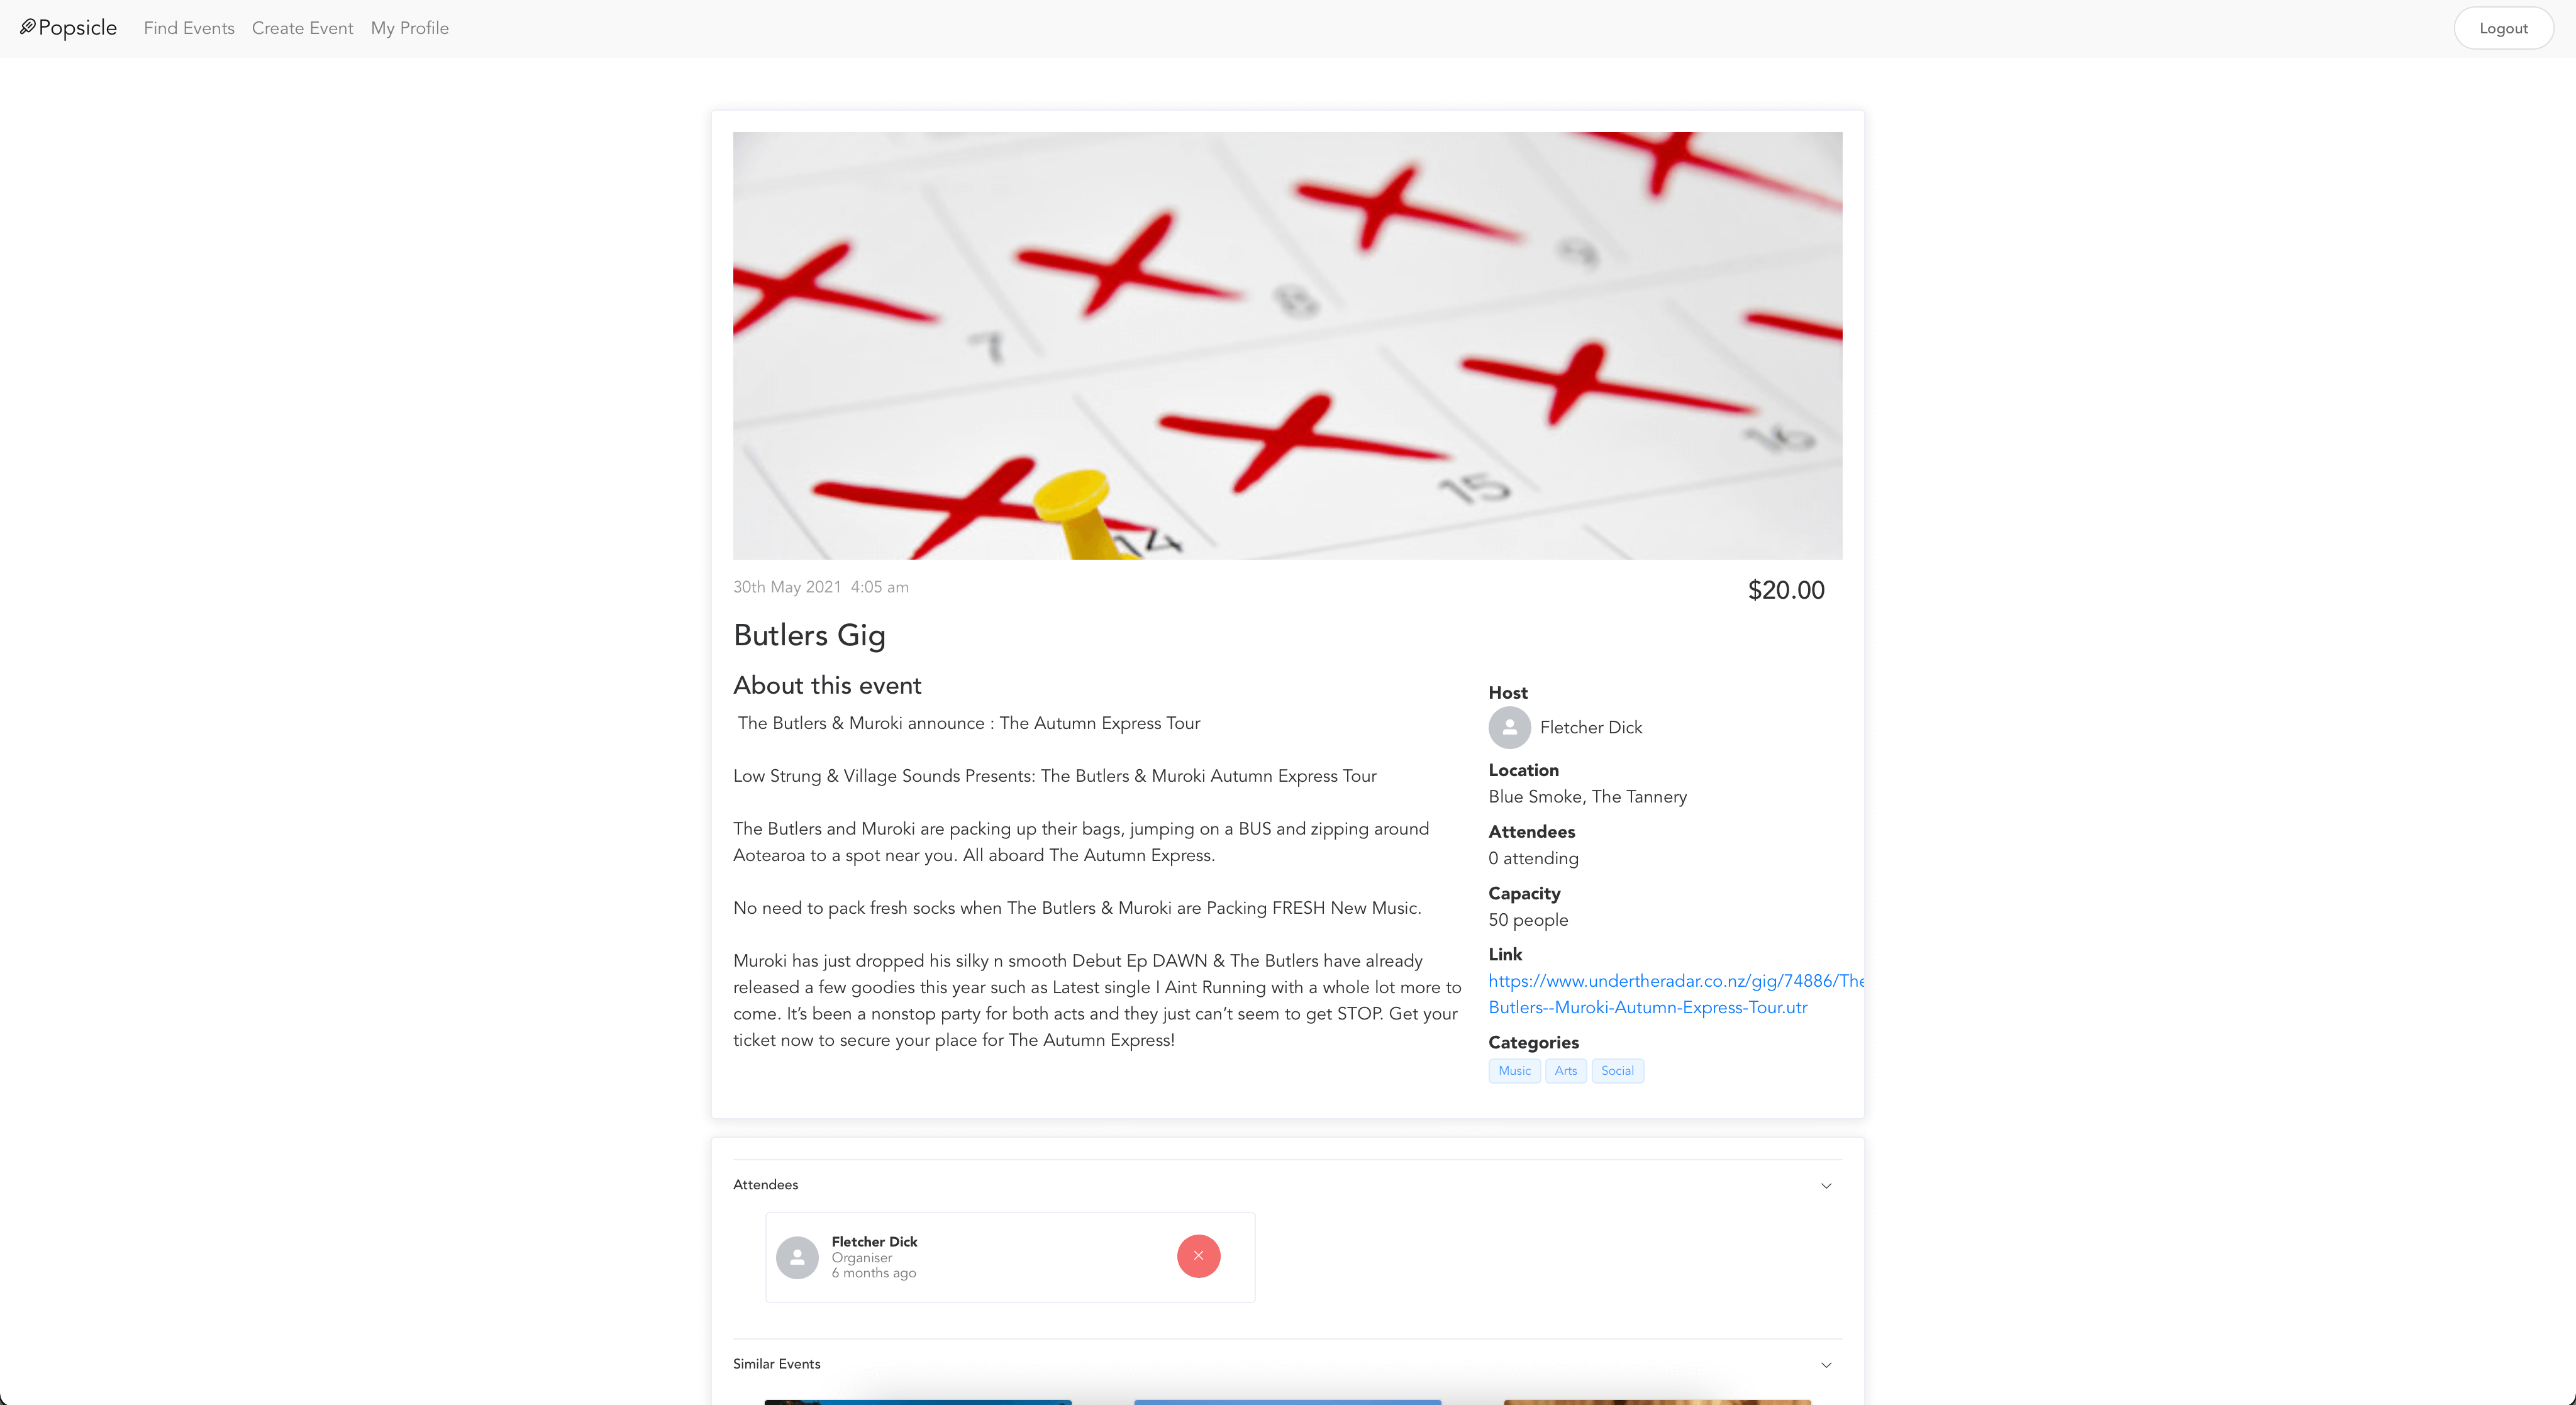 Popsicle Find Events Create Event My Profile Logout
7
8
9
14
15
16
30th May 2021 4:05 am $20.00
Butlers Gig
About this event
The Butlers & Muroki announce : The Autumn Express Tour
Low Strung & Village Sounds Presents: The Butlers & Muroki Autumn Express Tour
The Butlers and Muroki are packing up their bags, jumping on a BUS and zipping around
Aotearoa to a spot near you. All aboard The Autumn Express.
No need to pack fresh socks when The Butlers & Muroki are Packing FRESH New Music.
Muroki has just dropped his silky n smooth Debut Ep DAWN & The Butlers have already
released a few goodies this year such as Latest single I Aint Running with a whole lot more to
come. It’s been a nonstop party for both acts and they just can’t seem to get STOP. Get your
ticket now to secure your place for The Autumn Express!
Host
Fletcher Dick
Location
Blue Smoke, The Tannery
Attendees
0 attending
Capacity
50 people
Link
https://www.undertheradar.co.nz/gig/74886/The
Butlers--Muroki-Autumn-Express-Tour.utr
Categories
Music Arts Social
Attendees
Fletcher Dick
Organiser
6 months ago
Similar Events